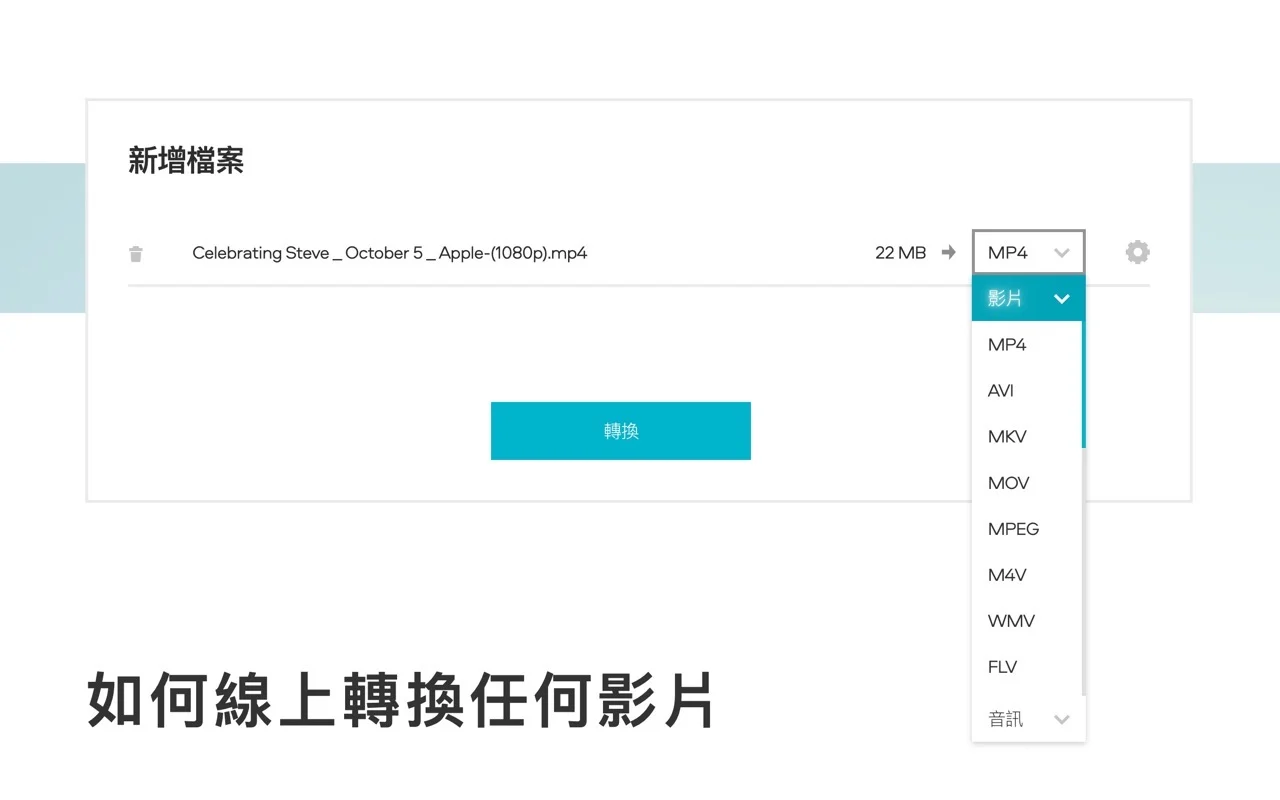 新增檔案
Celebrating Steve _ October 5 _ Apple-(1080p).mp4 22 MB MP4
影片
MP4
AVI
MKV
轉換
MOV
MPEG
M4V
WMV
FLV
音訊
如何線上轉換任何影片